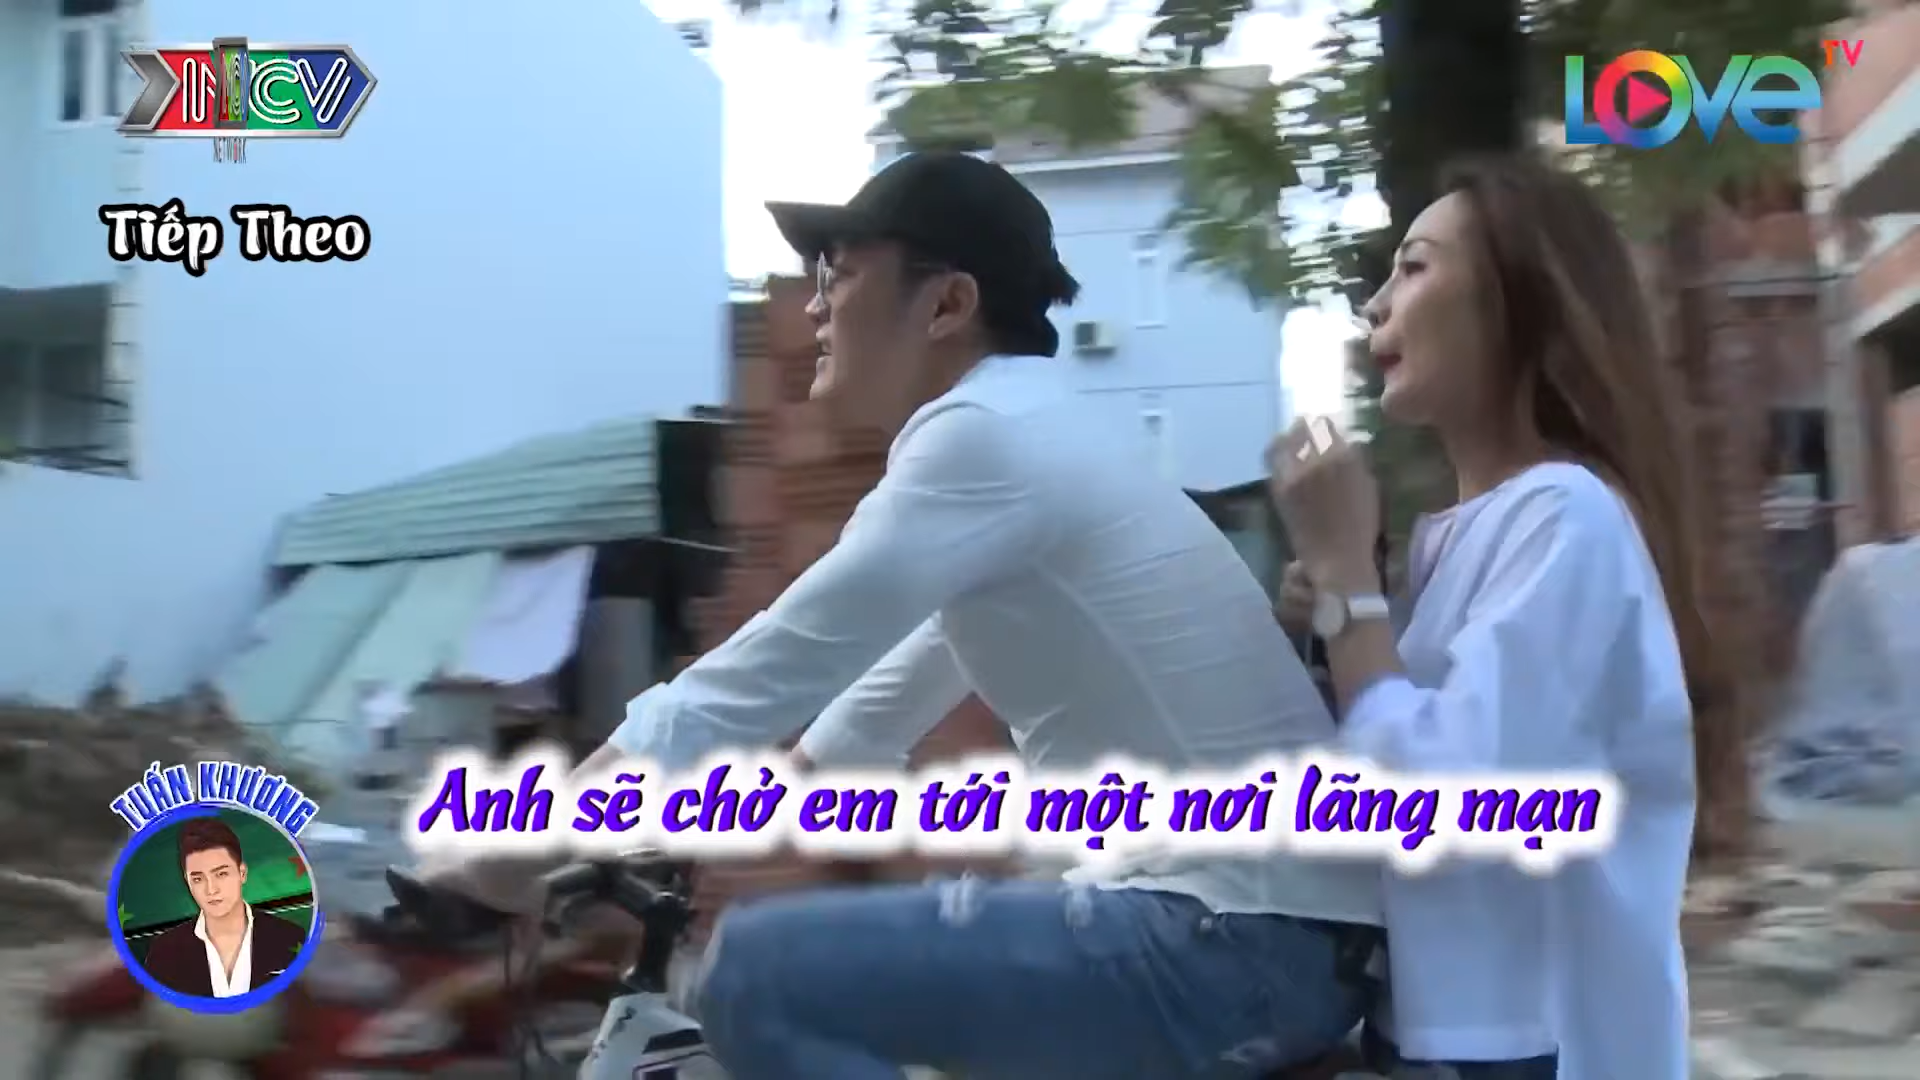 MCV
NETWORK
LOVE TV
Tiếp Theo
TUẤN KHƯƠNG
Anh sẽ chở em tới một nơi lãng mạn